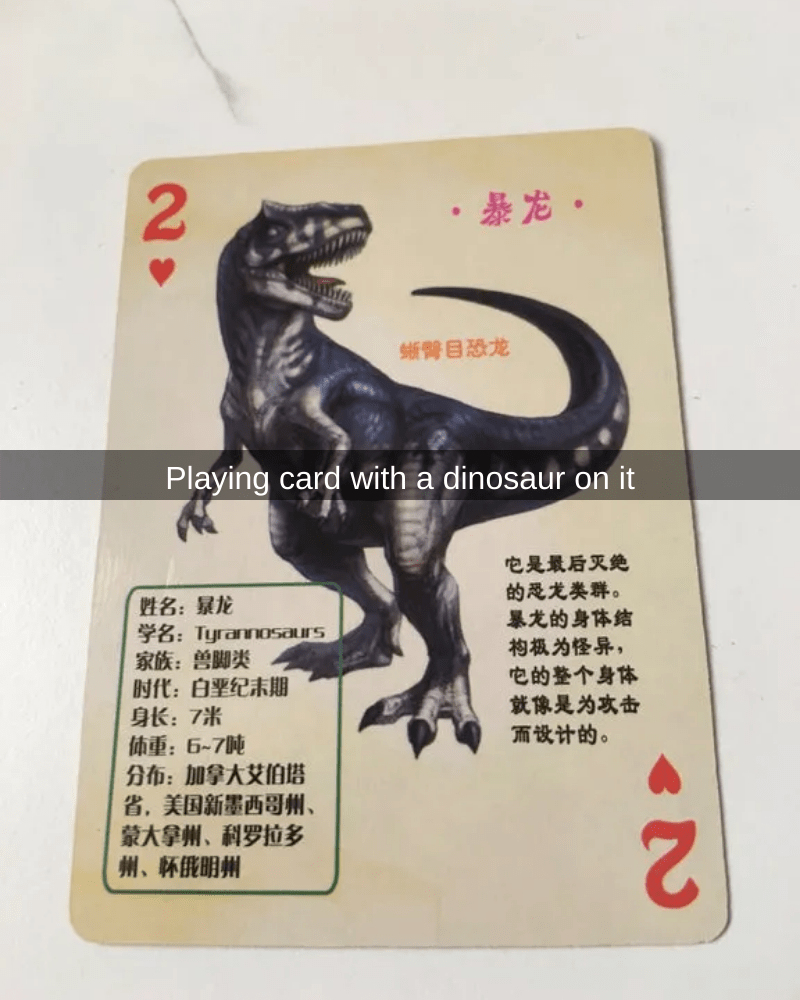 2
· 暴龙 ·
蜥臀目恐龙
Playing card with a dinosaur on it
它是最后灭绝
的恐龙类群。
暴龙的身体结
构极为怪异，
它的整个身体
就像是为攻击
而设计的。
姓名：暴龙
学名：Tyrannosaurs
家族：兽脚类
时代：白垩纪末期
身长：7米
体重：6~7吨
分布：加拿大艾伯塔
省，美国新墨西哥州、
蒙大拿州、科罗拉多
州、怀俄明州
2